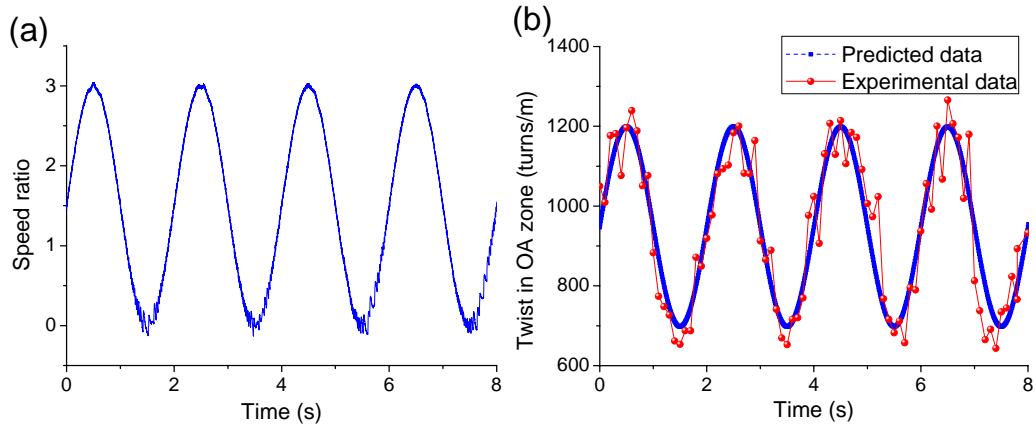 (a)
Speed ratio
3
2
1
0
0
2
4
6
8
Time (s)
(b)
Predicted data
Experimental data
Twist in OA zone (turns/m)
1400
1200
1000
800
600
0
2
4
6
8
Time (s)